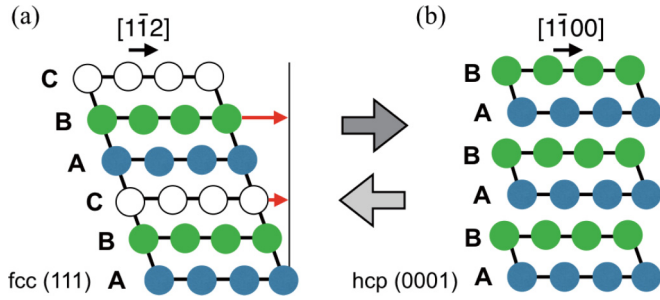 (a)
[11̄2]
C
B
A
C
B
A
fcc (111)
(b)
[11̄00]
B
A
B
A
B
A
hcp (0001)